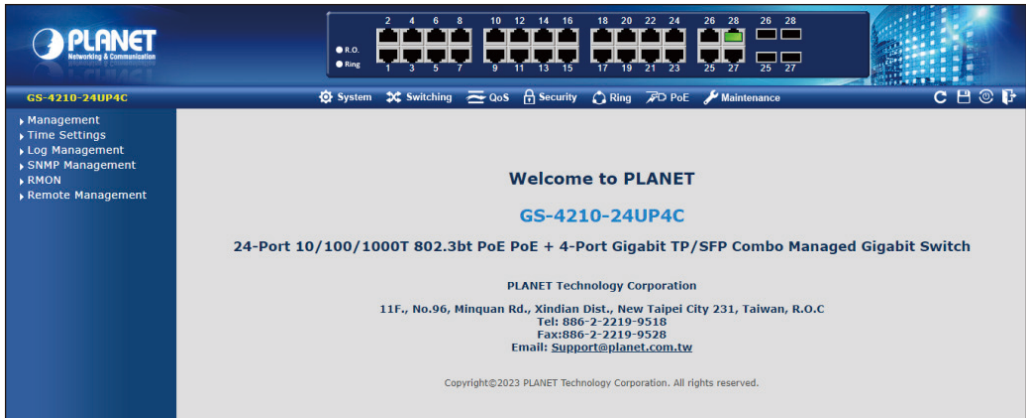 2 4 6 8 10 12 14 16 18 20 22 24 26 28 26 28
PLANET
Networking & Communication
R.O.
Ring
1 3 5 7 9 11 13 15 17 19 21 23 25 27 25 27
GS-4210-24UP4C
System Switching QoS Security Ring PoE Maintenance
Management
Time Settings
Log Management
SNMP Management
RMON
Remote Management
Welcome to PLANET
GS-4210-24UP4C
24-Port 10/100/1000T 802.3bt PoE PoE + 4-Port Gigabit TP/SFP Combo Managed Gigabit Switch
PLANET Technology Corporation
11F., No.96, Minquan Rd., Xindian Dist., New Taipei City 231, Taiwan, R.O.C
Tel: 886-2-2219-9518
Fax:886-2-2219-9528
Email: Support@planet.com.tw
Copyright©2023 PLANET Technology Corporation. All rights reserved.